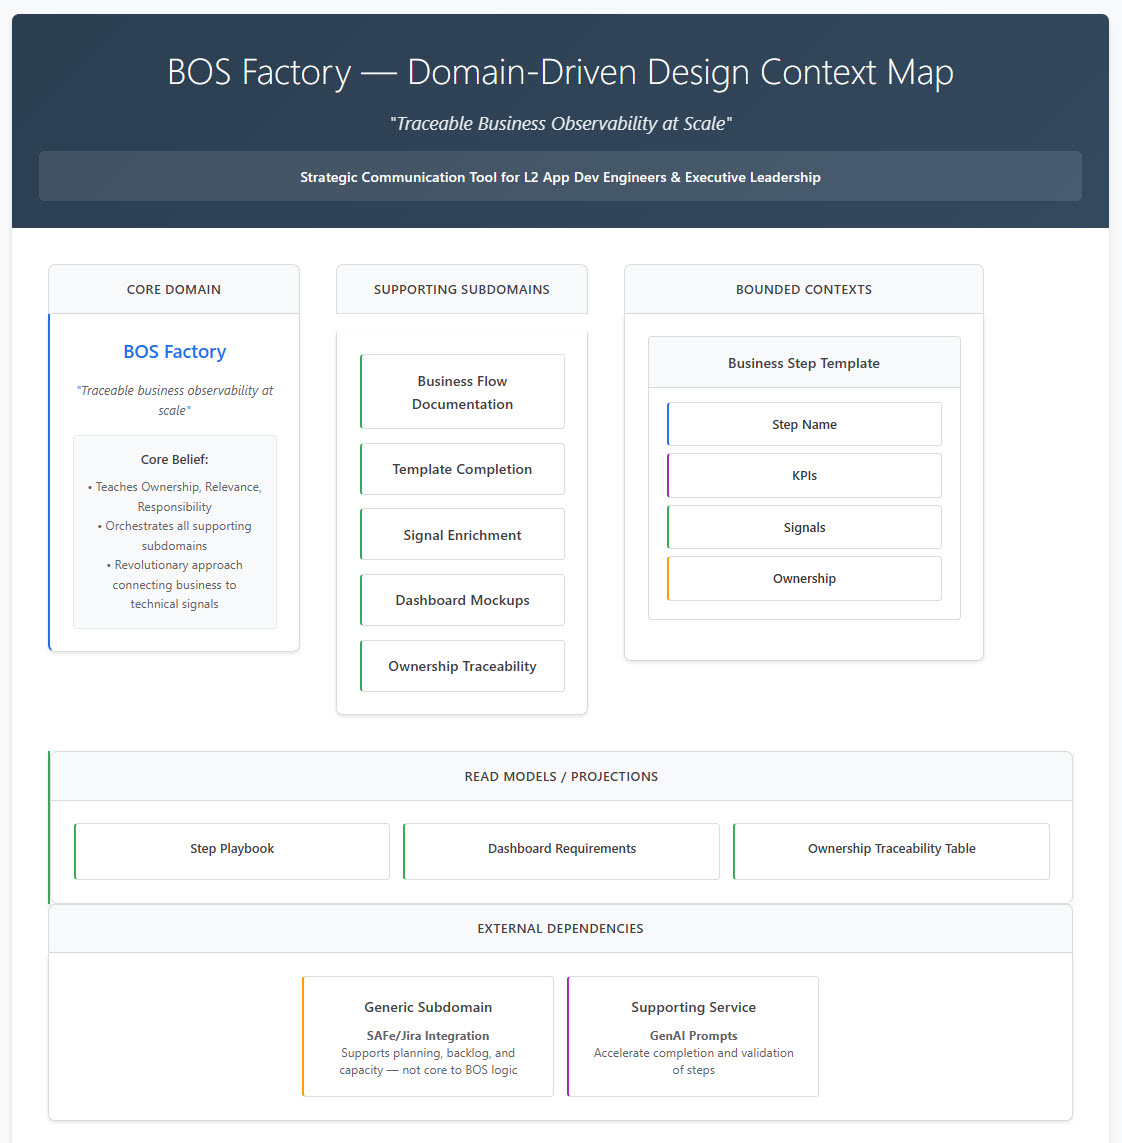 BOS Factory — Domain-Driven Design Context Map
"Traceable Business Observability at Scale"
Strategic Communication Tool for L2 App Dev Engineers & Executive Leadership
CORE DOMAIN
BOS Factory
"Traceable business observability at
scale"
Core Belief:
• Teaches Ownership, Relevance,
Responsibility
• Orchestrates all supporting
subdomains
• Revolutionary approach
connecting business to
technical signals
SUPPORTING SUBDOMAINS
Business Flow
Documentation
Template Completion
Signal Enrichment
Dashboard Mockups
Ownership Traceability
BOUNDED CONTEXTS
Business Step Template
Step Name
KPIs
Signals
Ownership
READ MODELS / PROJECTIONS
Step Playbook
Dashboard Requirements
Ownership Traceability Table
EXTERNAL DEPENDENCIES
Generic Subdomain
SAFe/Jira Integration
Supports planning, backlog, and
capacity — not core to BOS logic
Supporting Service
GenAI Prompts
Accelerate completion and validation
of steps